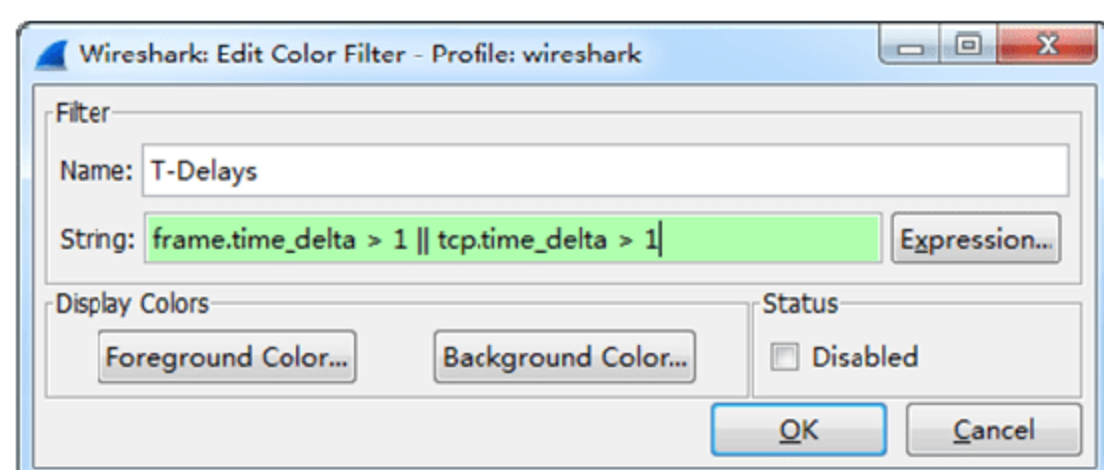 Wireshark: Edit Color Filter - Profile: wireshark
Filter
Name: T-Delays
String: frame.time_delta > 1 || tcp.time_delta > 1 Expression...
Display Colors Status
Foreground Color... Background Color... Disabled
OK Cancel